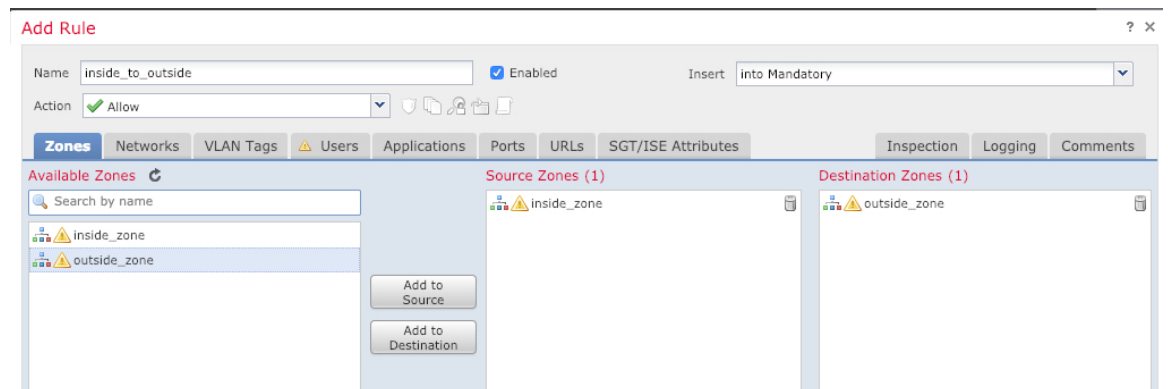 Add Rule
?
Name inside_to_outside Enabled Insert into Mandatory
Action Allow
Zones Networks VLAN Tags Users Applications Ports URLs SGT/ISE Attributes Inspection Logging Comments
Available Zones Source Zones (1) Destination Zones (1)
Search by name inside_zone outside_zone
inside_zone
outside_zone
Add to
Source
Add to
Destination